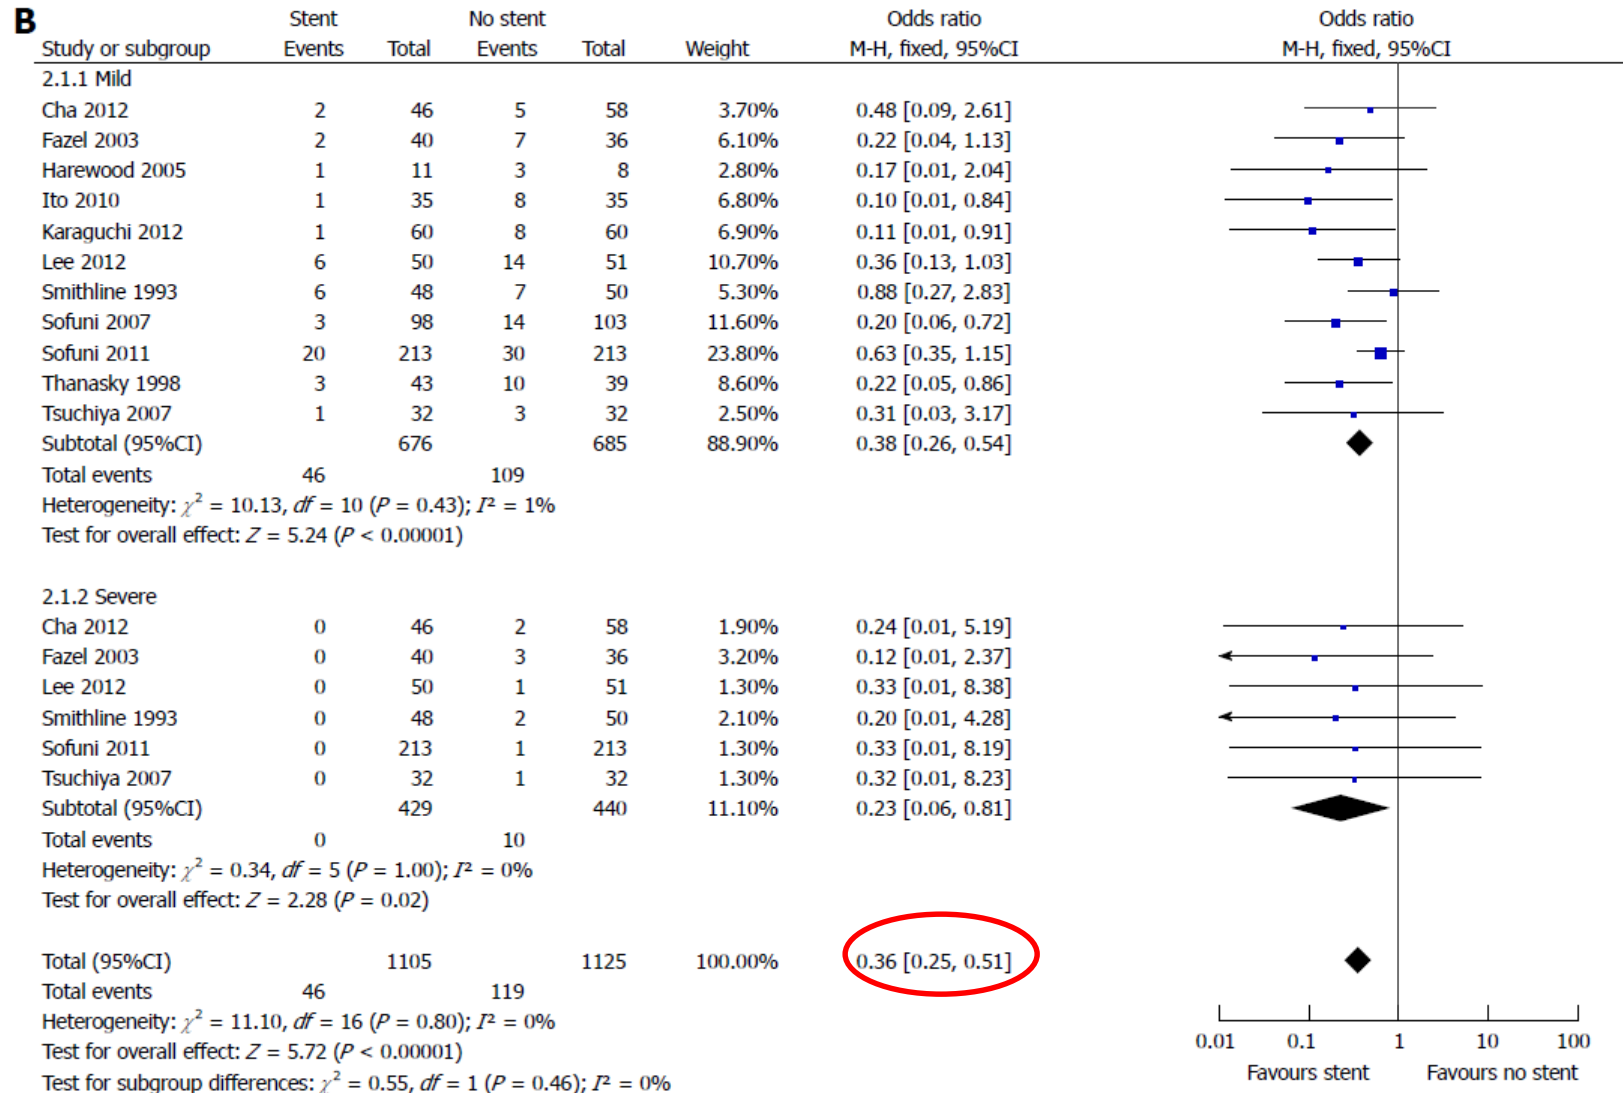 B
Stent No stent Odds ratio Odds ratio
Study or subgroup Events Total Events Total Weight M-H, fixed, 95%CI M-H, fixed, 95%CI
2.1.1 Mild
Cha 2012 2 46 5 58 3.70% 0.48 [0.09, 2.61]
Fazel 2003 2 40 7 36 6.10% 0.22 [0.04, 1.13]
Harewood 2005 1 11 3 8 2.80% 0.17 [0.01, 2.04]
Ito 2010 1 35 8 35 6.80% 0.10 [0.01, 0.84]
Karaguchi 2012 1 60 8 60 6.90% 0.11 [0.01, 0.91]
Lee 2012 6 50 14 51 10.70% 0.36 [0.13, 1.03]
Smithline 1993 6 48 7 50 5.30% 0.88 [0.27, 2.83]
Sofuni 2007 3 98 14 103 11.60% 0.20 [0.06, 0.72]
Sofuni 2011 20 213 30 213 23.80% 0.63 [0.35, 1.15]
Thanasky 1998 3 43 10 39 8.60% 0.22 [0.05, 0.86]
Tsuchiya 2007 1 32 3 32 2.50% 0.31 [0.03, 3.17]
Subtotal (95%CI) 676 685 88.90% 0.38 [0.26, 0.54]
Total events 46 109
Heterogeneity: χ² = 10.13, df = 10 (P = 0.43); I² = 1%
Test for overall effect: Z = 5.24 (P < 0.00001)
2.1.2 Severe
Cha 2012 0 46 2 58 1.90% 0.24 [0.01, 5.19]
Fazel 2003 0 40 3 36 3.20% 0.12 [0.01, 2.37]
Lee 2012 0 50 1 51 1.30% 0.33 [0.01, 8.38]
Smithline 1993 0 48 2 50 2.10% 0.20 [0.01, 4.28]
Sofuni 2011 0 213 1 213 1.30% 0.33 [0.01, 8.19]
Tsuchiya 2007 0 32 1 32 1.30% 0.32 [0.01, 8.23]
Subtotal (95%CI) 429 440 11.10% 0.23 [0.06, 0.81]
Total events 0 10
Heterogeneity: χ² = 0.34, df = 5 (P = 1.00); I² = 0%
Test for overall effect: Z = 2.28 (P = 0.02)
Total (95%CI) 1105 1125 100.00% 0.36 [0.25, 0.51]
Total events 46 119
Heterogeneity: χ² = 11.10, df = 16 (P = 0.80); I² = 0%
Test for overall effect: Z = 5.72 (P < 0.00001)
Test for subgroup differences: χ² = 0.55, df = 1 (P = 0.46); I² = 0%
0.01 0.1 1 10 100
Favours stent Favours no stent